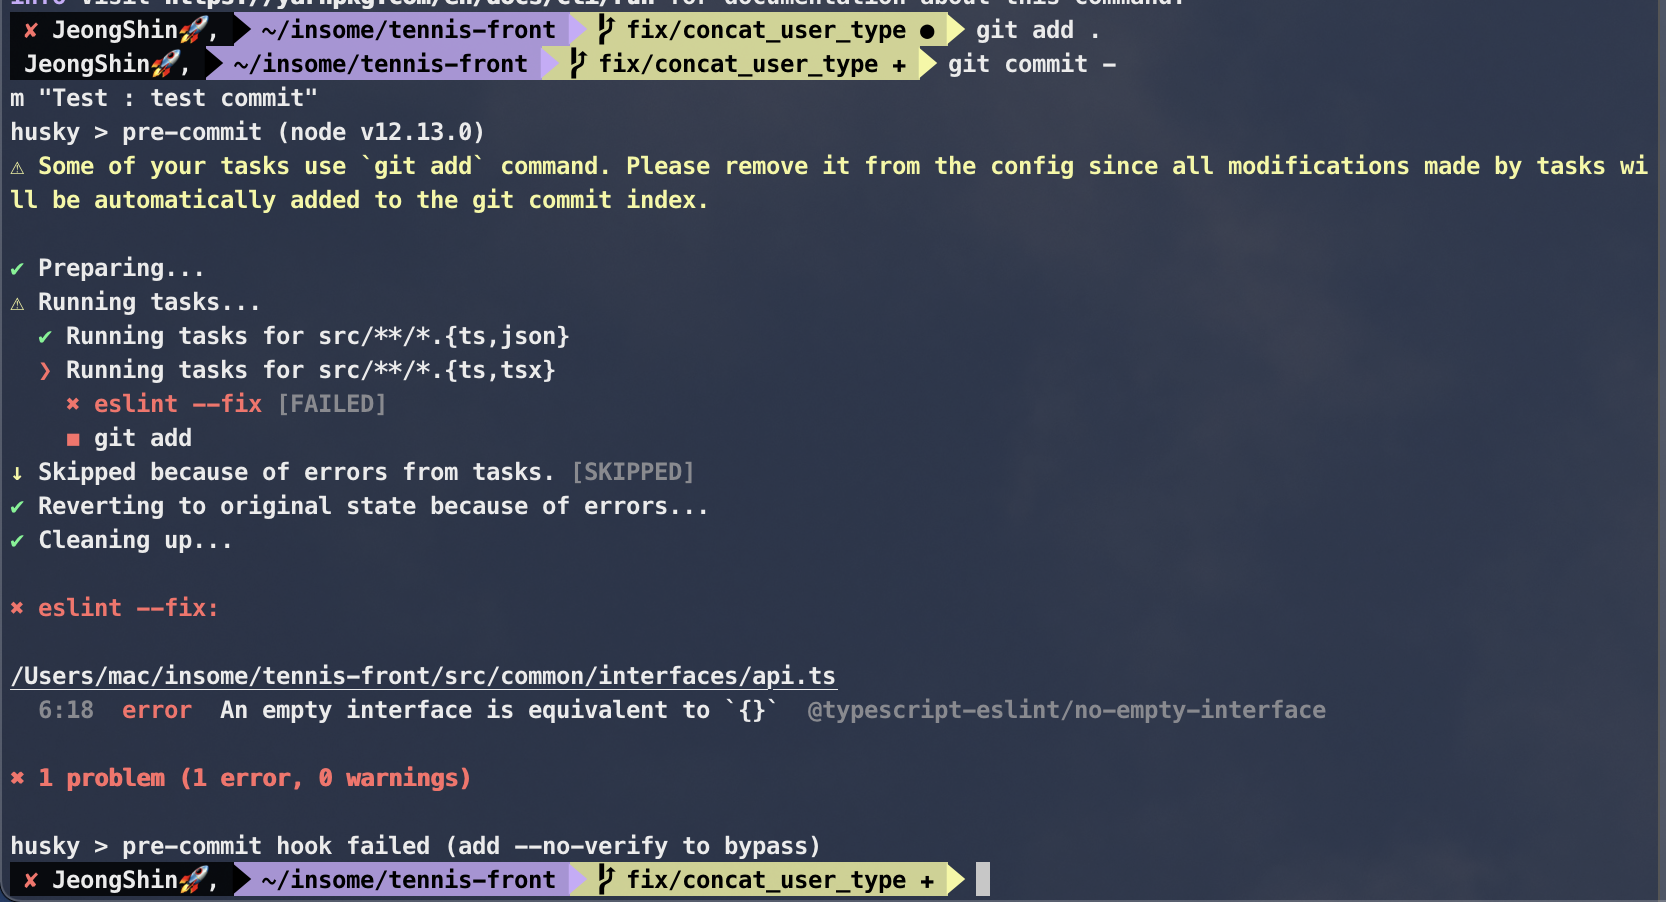 info Visit https://yarnpkg.com/en/docs/cli/run for documentation about this command.
✘ JeongShin🚀, ~/insome/tennis-front fix/concat_user_type ● git add .
JeongShin🚀, ~/insome/tennis-front fix/concat_user_type + git commit -
m "Test : test commit"
husky > pre-commit (node v12.13.0)
⚠ Some of your tasks use `git add` command. Please remove it from the config since all modifications made by tasks wi
ll be automatically added to the git commit index.
✔ Preparing...
⚠ Running tasks...
✔ Running tasks for src/**/*.{ts,json}
❯ Running tasks for src/**/*.{ts,tsx}
✖ eslint --fix [FAILED]
■ git add
↓ Skipped because of errors from tasks. [SKIPPED]
✔ Reverting to original state because of errors...
✔ Cleaning up...
✖ eslint --fix:
/Users/mac/insome/tennis-front/src/common/interfaces/api.ts
6:18 error An empty interface is equivalent to `{}` @typescript-eslint/no-empty-interface
✖ 1 problem (1 error, 0 warnings)
husky > pre-commit hook failed (add --no-verify to bypass)
✘ JeongShin🚀, ~/insome/tennis-front fix/concat_user_type +